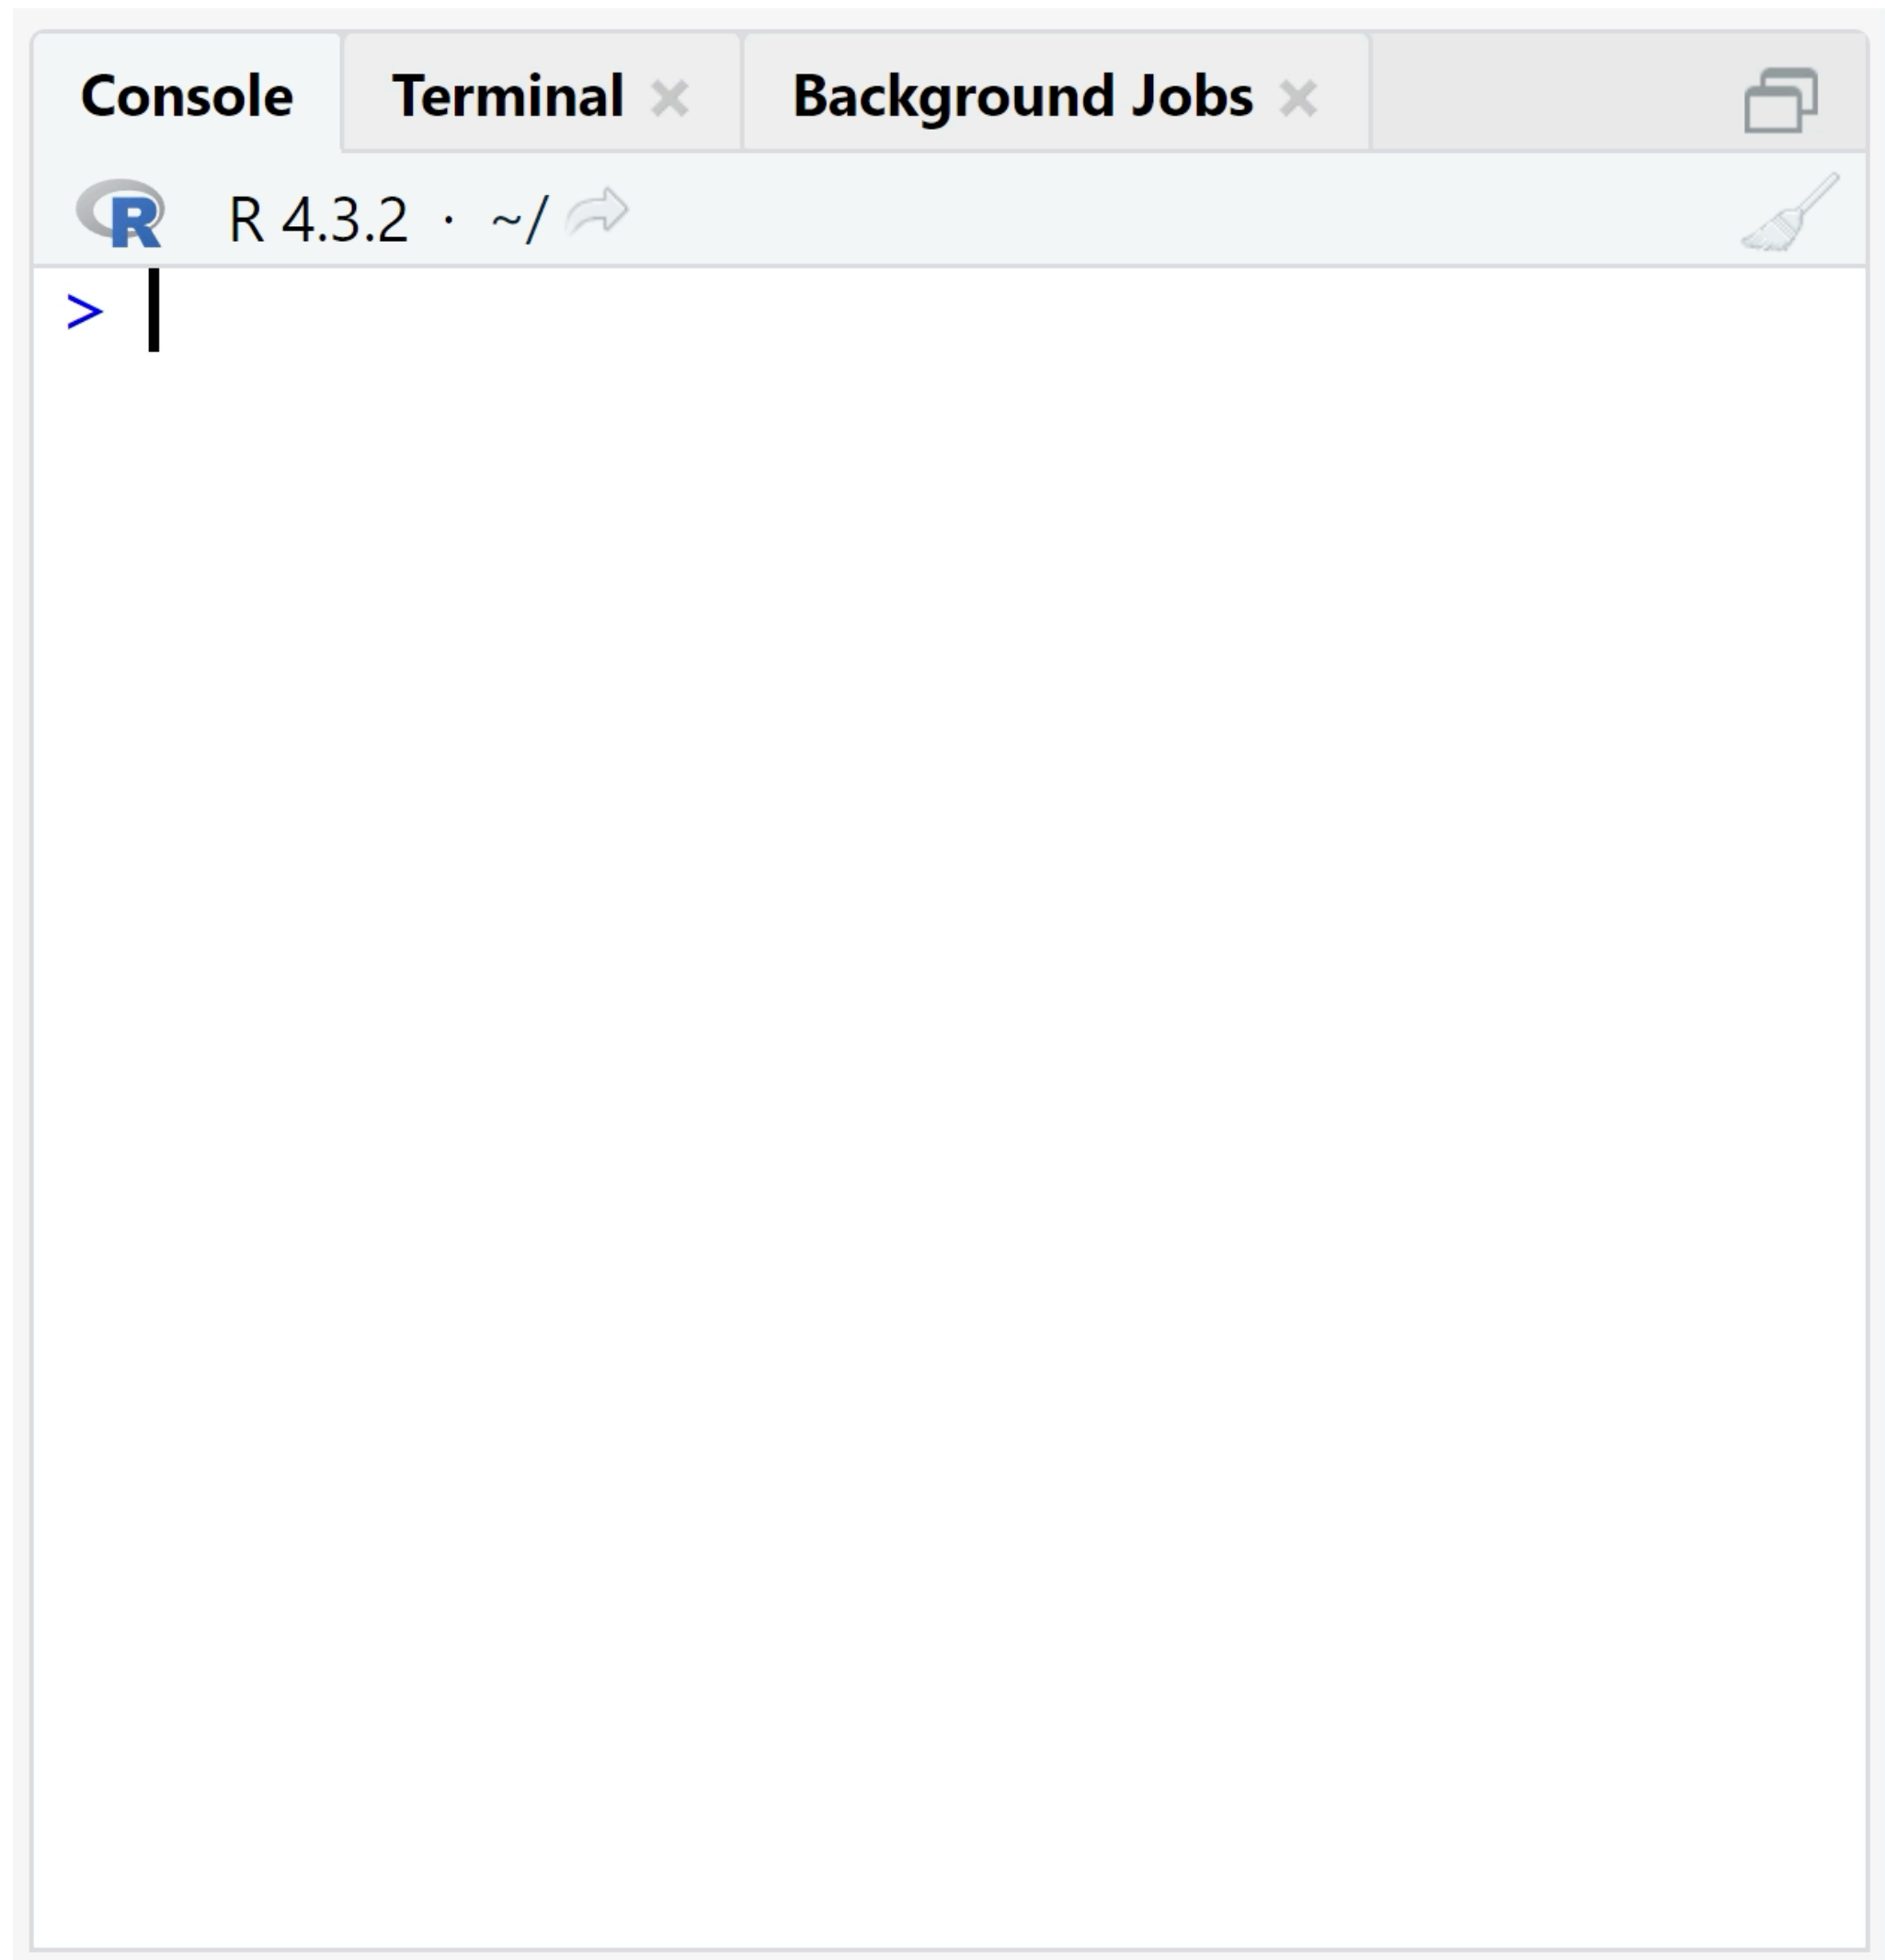 Console Terminal Background Jobs
R R 4.3.2 · ~/
>